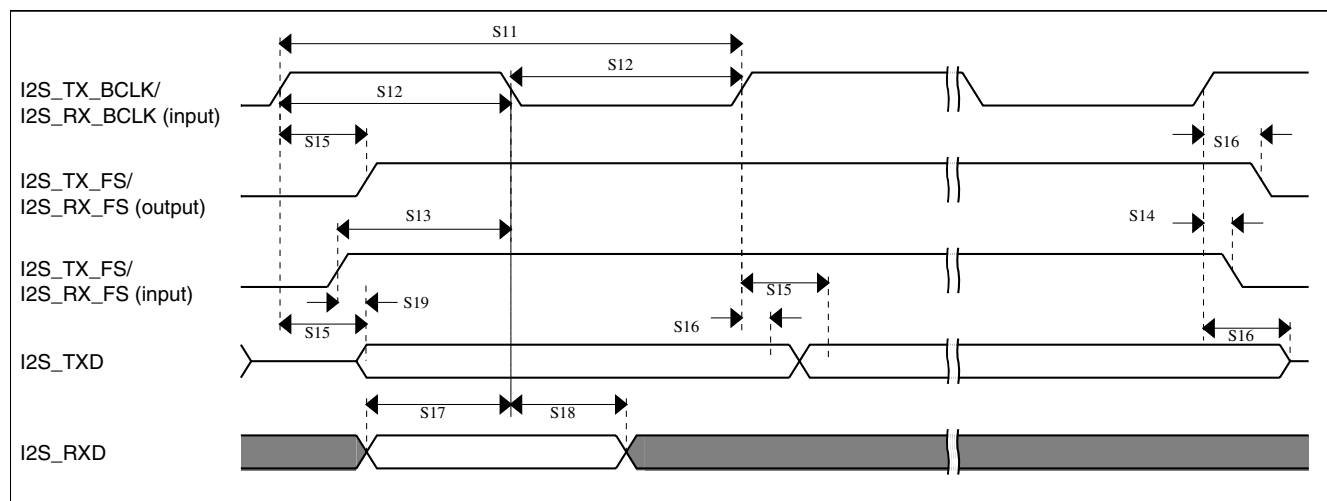 S11
S12
I2S_TX_BCLK/
I2S_RX_BCLK (input)
S12
S15
S16
I2S_TX_FS/
I2S_RX_FS (output)
S13
S14
I2S_TX_FS/
I2S_RX_FS (input)
S15
S19
S15
S16
S16
I2S_TXD
S17
S18
I2S_RXD